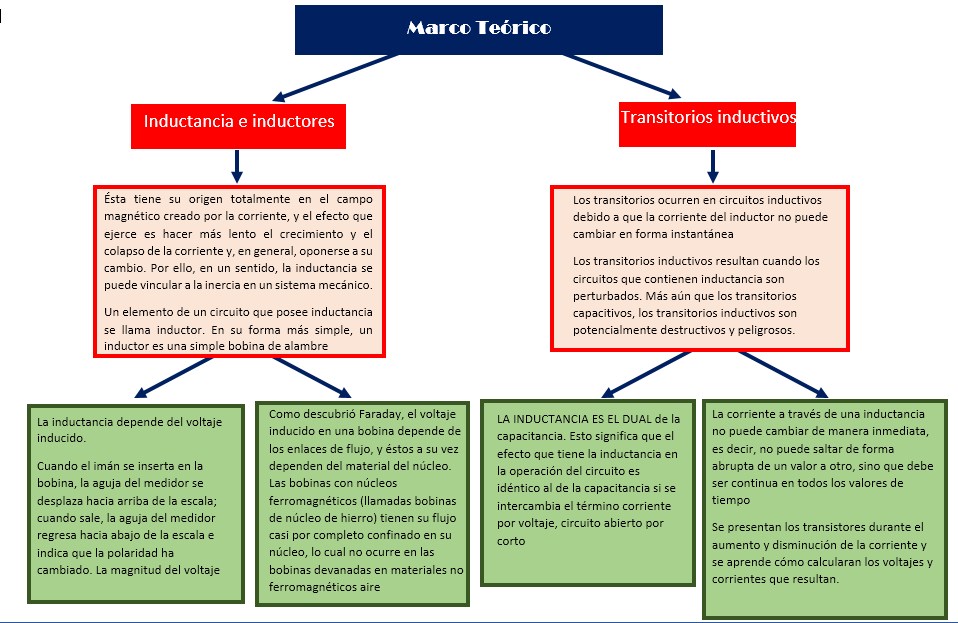 Marco Teórico
Inductancia e inductores
Transitorios inductivos
Ésta tiene su origen totalmente en el campo
magnético creado por la corriente, y el efecto que
ejerce es hacer más lento el crecimiento y el
colapso de la corriente y, en general, oponerse a su
cambio. Por ello, en un sentido, la inductancia se
puede vincular a la inercia en un sistema mecánico.
Un elemento de un circuito que posee inductancia
se llama inductor. En su forma más simple, un
inductor es una simple bobina de alambre
Los transitorios ocurren en circuitos inductivos
debido a que la corriente del inductor no puede
cambiar en forma instantánea
Los transitorios inductivos resultan cuando los
circuitos que contienen inductancia son
perturbados. Más aún que los transitorios
capacitivos, los transitorios inductivos son
potencialmente destructivos y peligrosos.
La inductancia depende del voltaje
inducido.
Cuando el imán se inserta en la
bobina, la aguja del medidor se
desplaza hacia arriba de la escala;
cuando sale, la aguja del medidor
regresa hacia abajo de la escala e
indica que la polaridad ha
cambiado. La magnitud del voltaje
Como descubrió Faraday, el voltaje
inducido en una bobina depende de
los enlaces de flujo, y éstos a su vez
dependen del material del núcleo.
Las bobinas con núcleos
ferromagnéticos (llamadas bobinas
de núcleo de hierro) tienen su flujo
casi por completo confinado en su
núcleo, lo cual no ocurre en las
bobinas devanadas en materiales no
ferromagnéticos aire
LA INDUCTANCIA ES EL DUAL de la
capacitancia. Esto significa que el
efecto que tiene la inductancia en
la operación del circuito es
idéntico al de la capacitancia si se
intercambia el término corriente
por voltaje, circuito abierto por
corto
La corriente a través de una inductancia
no puede cambiar de manera inmediata,
es decir, no puede saltar de forma
abrupta de un valor a otro, sino que debe
ser continua en todos los valores de
tiempo
Se presentan los transistores durante el
aumento y disminución de la corriente y
se aprende cómo calcularan los voltajes y
corrientes que resultan.